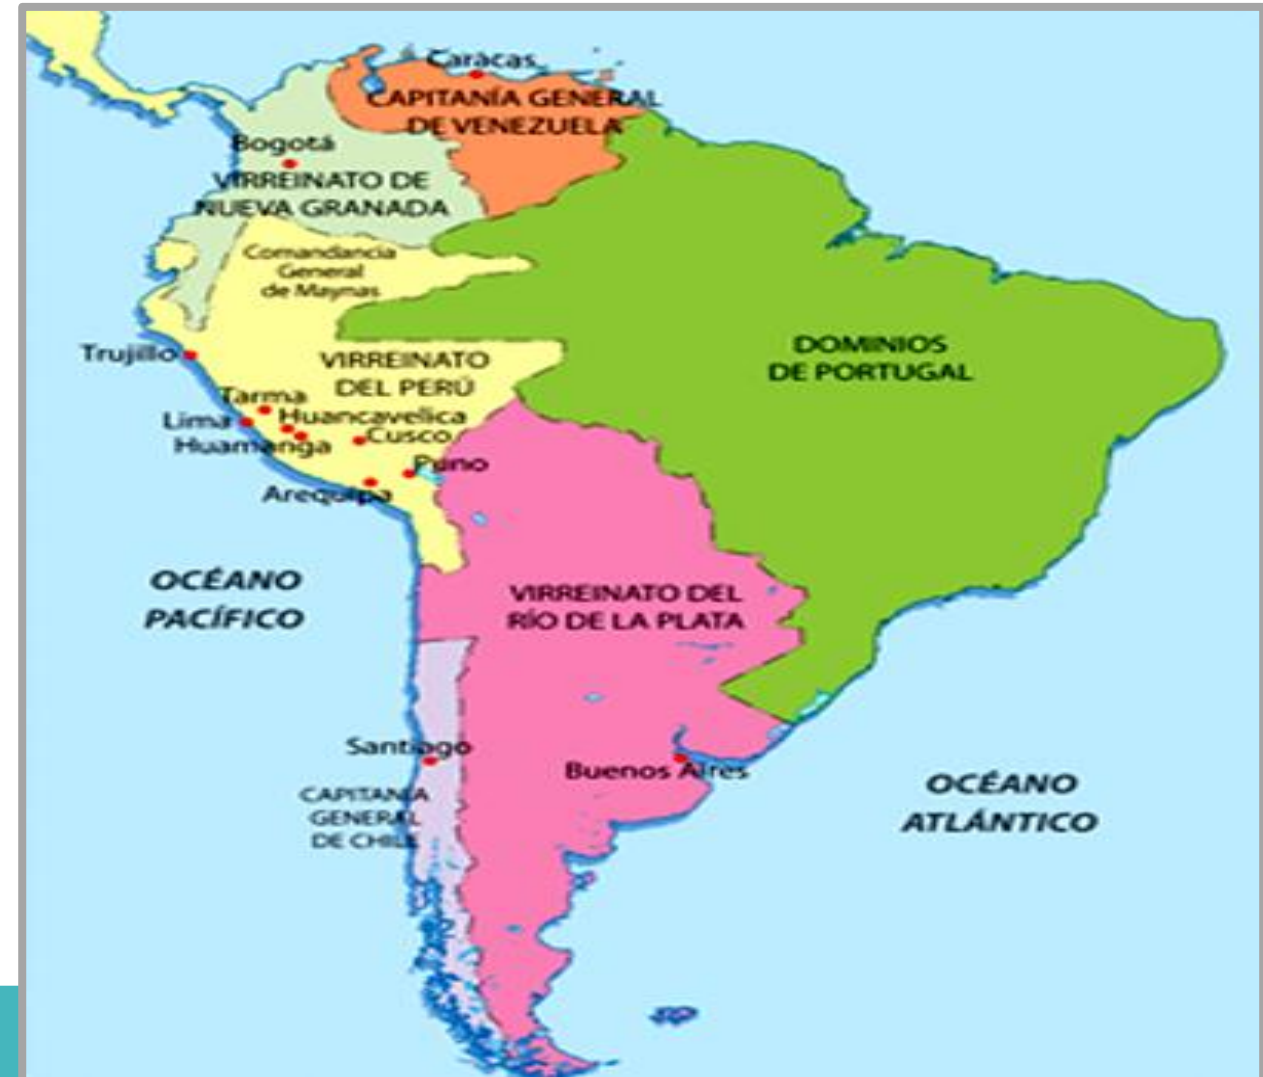 Caracas
CAPITANÍA GENERAL
DE VENEZUELA
Bogotá
VIRREINATO DE
NUEVA GRANADA
Comandancia
General
de Maynas
DOMINIOS
DE PORTUGAL
Trujillo
VIRREINATO
DEL PERÚ
Tarma
Lima
Huancavelica
Huamanga
Cusco
Puno
Arequipa
OCÉANO
PACÍFICO
VIRREINATO DEL
RÍO DE LA PLATA
Santiago
Buenos Aires
CAPITANÍA
GENERAL
DE CHILE
OCÉANO
ATLÁNTICO